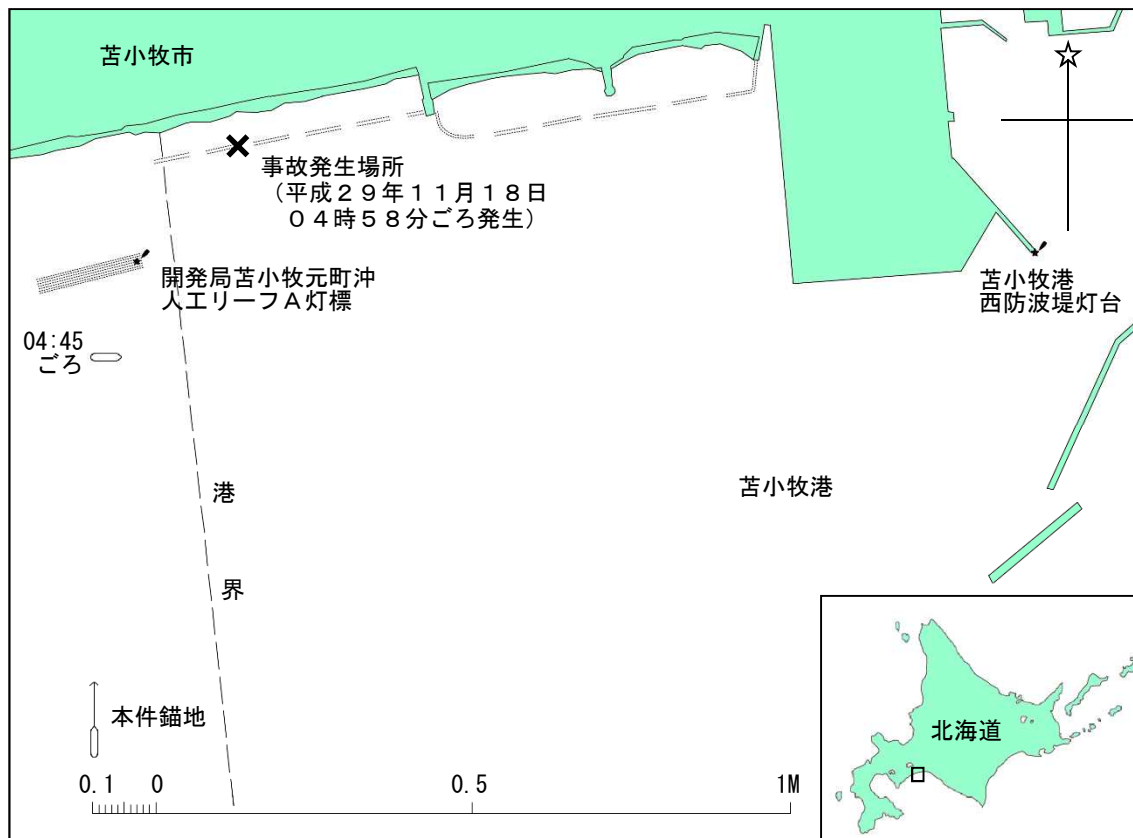 苫小牧市
事故発生場所
（平成２９年１１月１８日
０４時５８分ごろ発生）
開発局苫小牧元町沖
人工リーフＡ灯標
苫小牧港
西防波堤灯台
04:45
ごろ
港
界
苫小牧港
本件錨地
0.1 0 0.5 1M
北海道